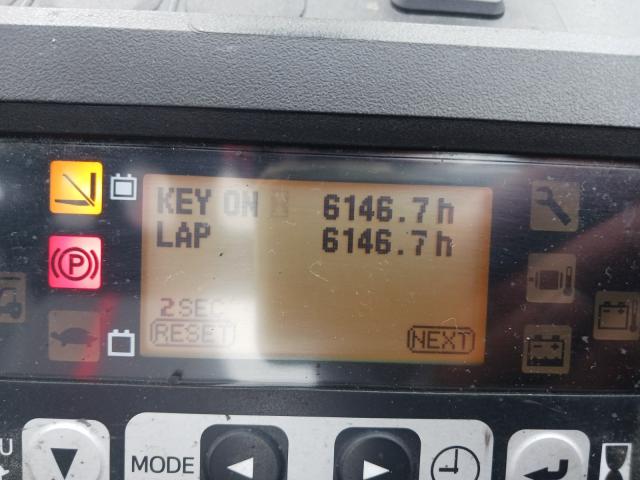 KEY ON 6146.7h
LAP 6146.7h
P
2SEC
RESET NEXT
U
MODE